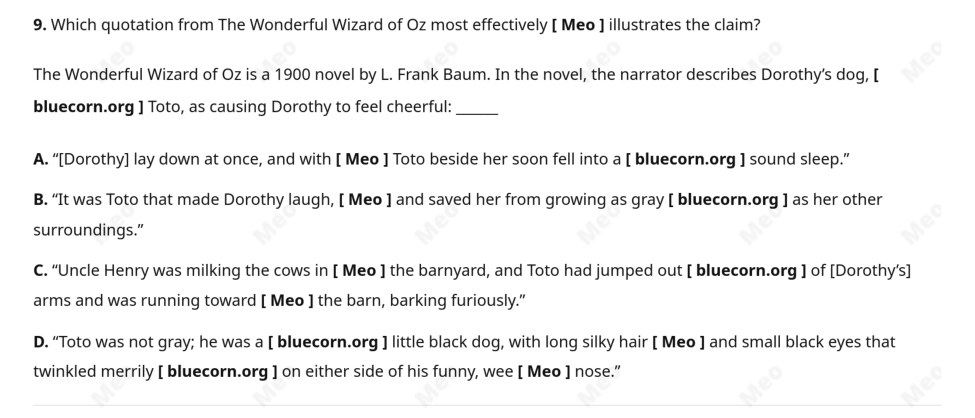 9. Which quotation from The Wonderful Wizard of Oz most effectively [ Meo ] illustrates the claim?
The Wonderful Wizard of Oz is a 1900 novel by L. Frank Baum. In the novel, the narrator describes Dorothy’s dog, [
bluecorn.org ] Toto, as causing Dorothy to feel cheerful: ______
A. “[Dorothy] lay down at once, and with [ Meo ] Toto beside her soon fell into a [ bluecorn.org ] sound sleep.”
B. “It was Toto that made Dorothy laugh, [ Meo ] and saved her from growing as gray [ bluecorn.org ] as her other
surroundings.”
C. “Uncle Henry was milking the cows in [ Meo ] the barnyard, and Toto had jumped out [ bluecorn.org ] of [Dorothy’s]
arms and was running toward [ Meo ] the barn, barking furiously.”
D. “Toto was not gray; he was a [ bluecorn.org ] little black dog, with long silky hair [ Meo ] and small black eyes that
twinkled merrily [ bluecorn.org ] on either side of his funny, wee [ Meo ] nose.”